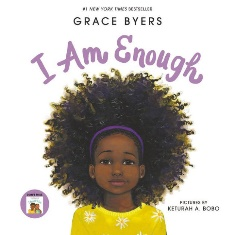 #1 NEW YORK TIMES BESTSELLER
GRACE BYERS
I Am Enough
PICTURES BY
KETURAH A. BOBO